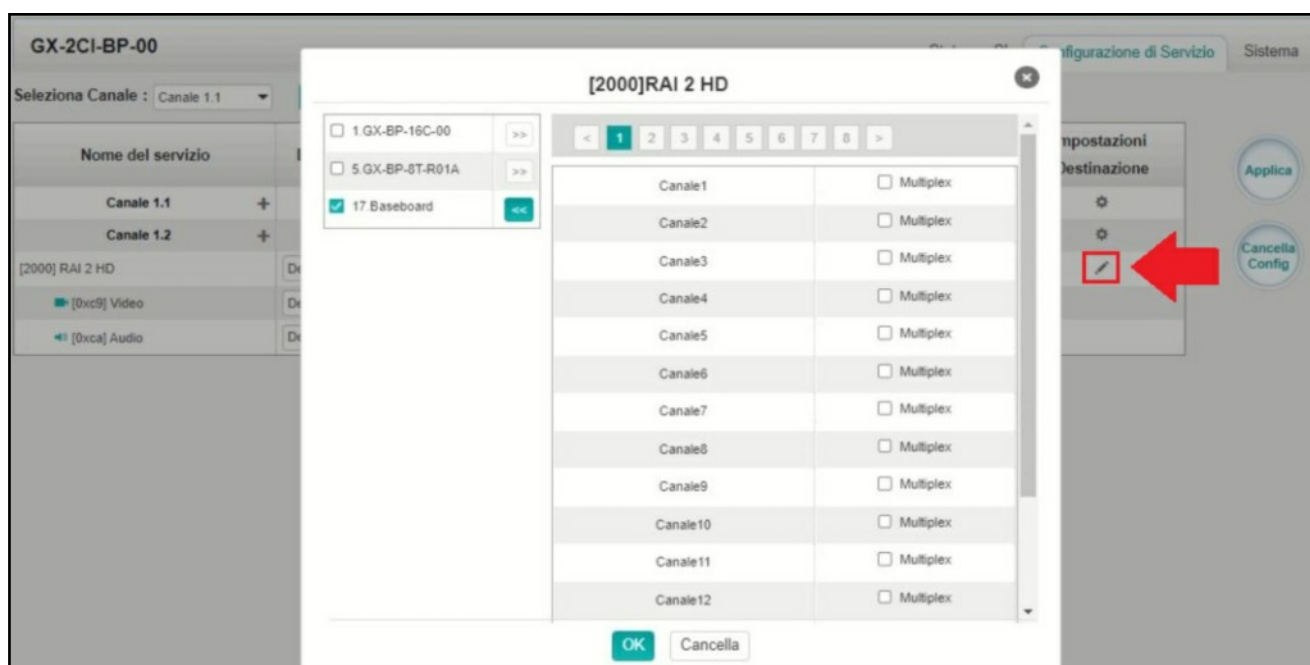 GX-2CI-BP-00
Configurazione di Servizio Sistema
Seleziona Canale : Canale 1.1
[2000]RAI 2 HD
Nome del servizio
Impostazioni
Destinazione
Canale 1.1 +
Canale 1.2 +
[2000] RAI 2 HD
[0xc9] Video
[0xca] Audio
1.GX-BP-16C-00 >>
5.GX-BP-8T-R01A >>
17.Baseboard <<
< 1 2 3 4 5 6 7 8 >
Canale1 Multiplex
Canale2 Multiplex
Canale3 Multiplex
Canale4 Multiplex
Canale5 Multiplex
Canale6 Multiplex
Canale7 Multiplex
Canale8 Multiplex
Canale9 Multiplex
Canale10 Multiplex
Canale11 Multiplex
Canale12 Multiplex
OK Cancella
Applica
Cancella
Config